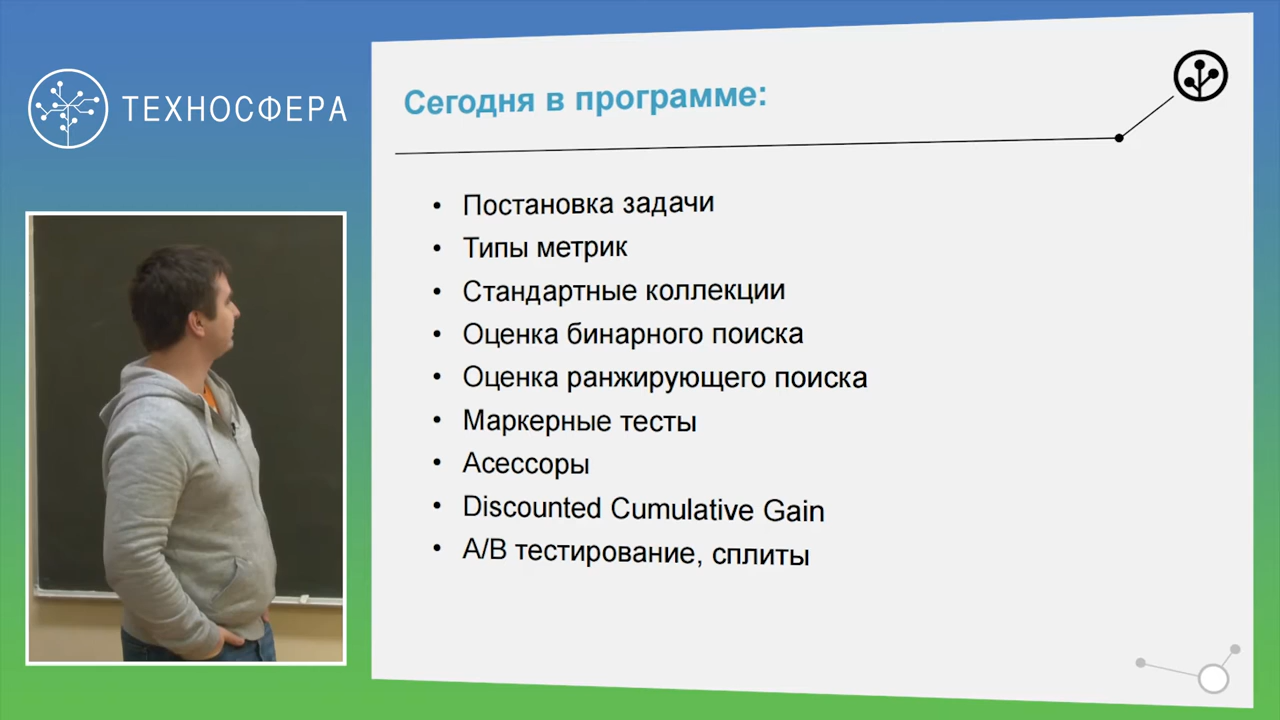 ТЕХНОСФЕРА
Сегодня в программе:
• Постановка задачи
• Типы метрик
• Стандартные коллекции
• Оценка бинарного поиска
• Оценка ранжирующего поиска
• Маркерные тесты
• Асессоры
• Discounted Cumulative Gain
• A/B тестирование, сплиты